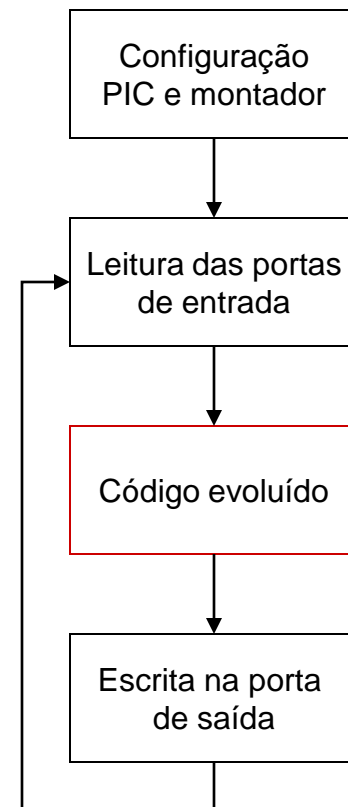 Configuração
PIC e montador
Leitura das portas
de entrada
Código evoluído
Escrita na porta
de saída